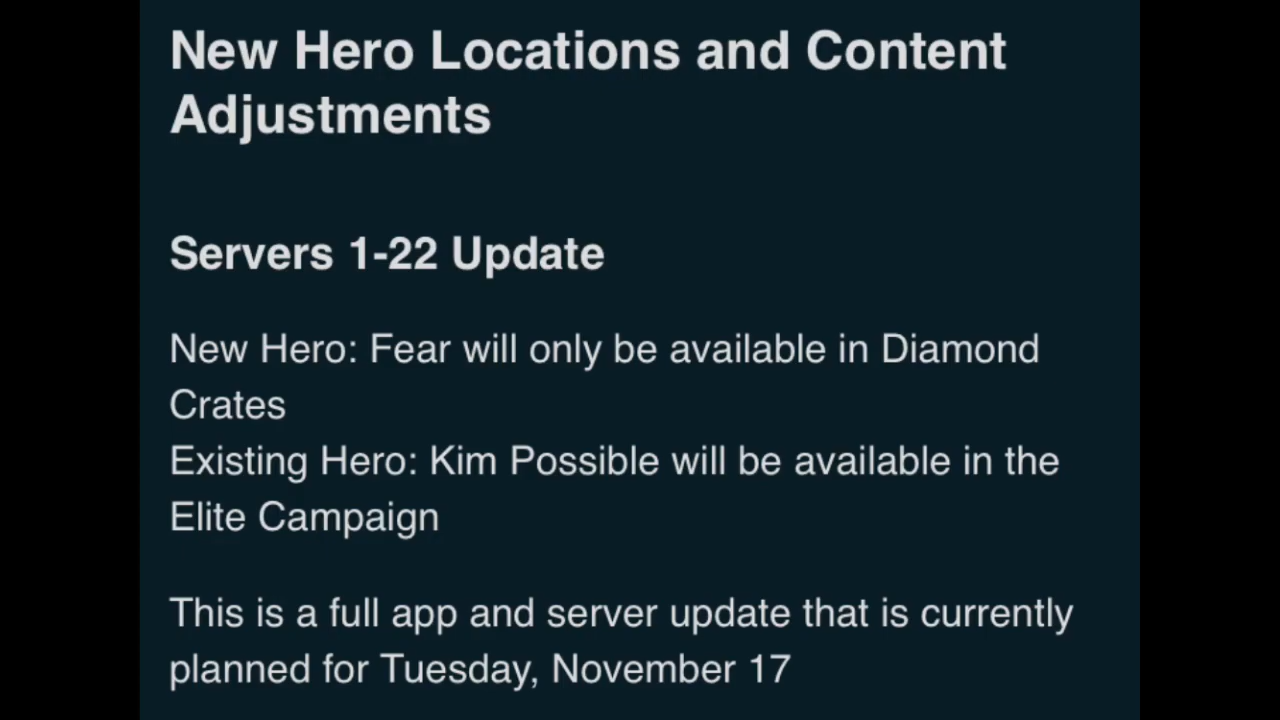 New Hero Locations and Content
Adjustments
Servers 1-22 Update
New Hero: Fear will only be available in Diamond
Crates
Existing Hero: Kim Possible will be available in the
Elite Campaign
This is a full app and server update that is currently
planned for Tuesday, November 17